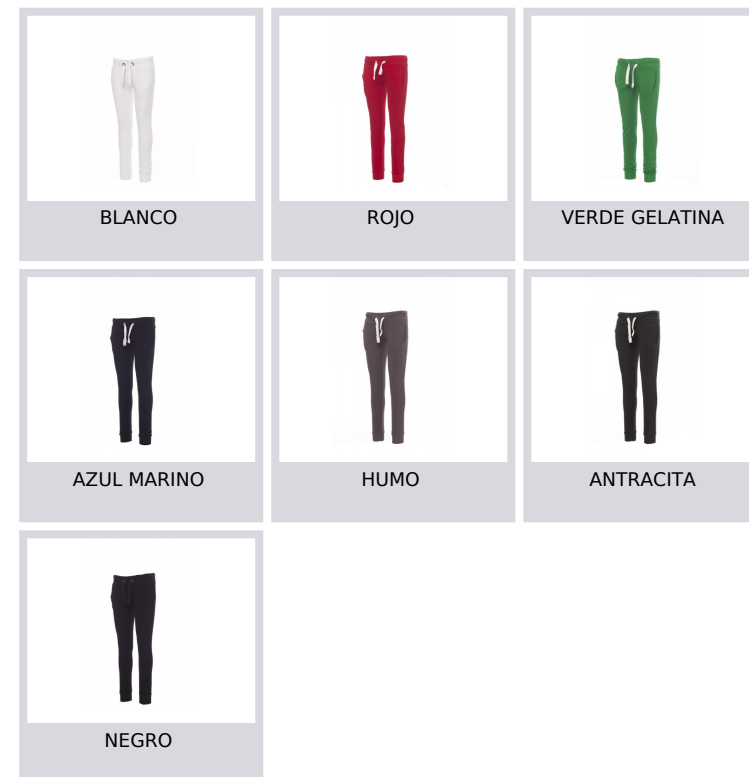 BLANCO
ROJO
VERDE GELATINA
AZUL MARINO
HUMO
ANTRACITA
NEGRO